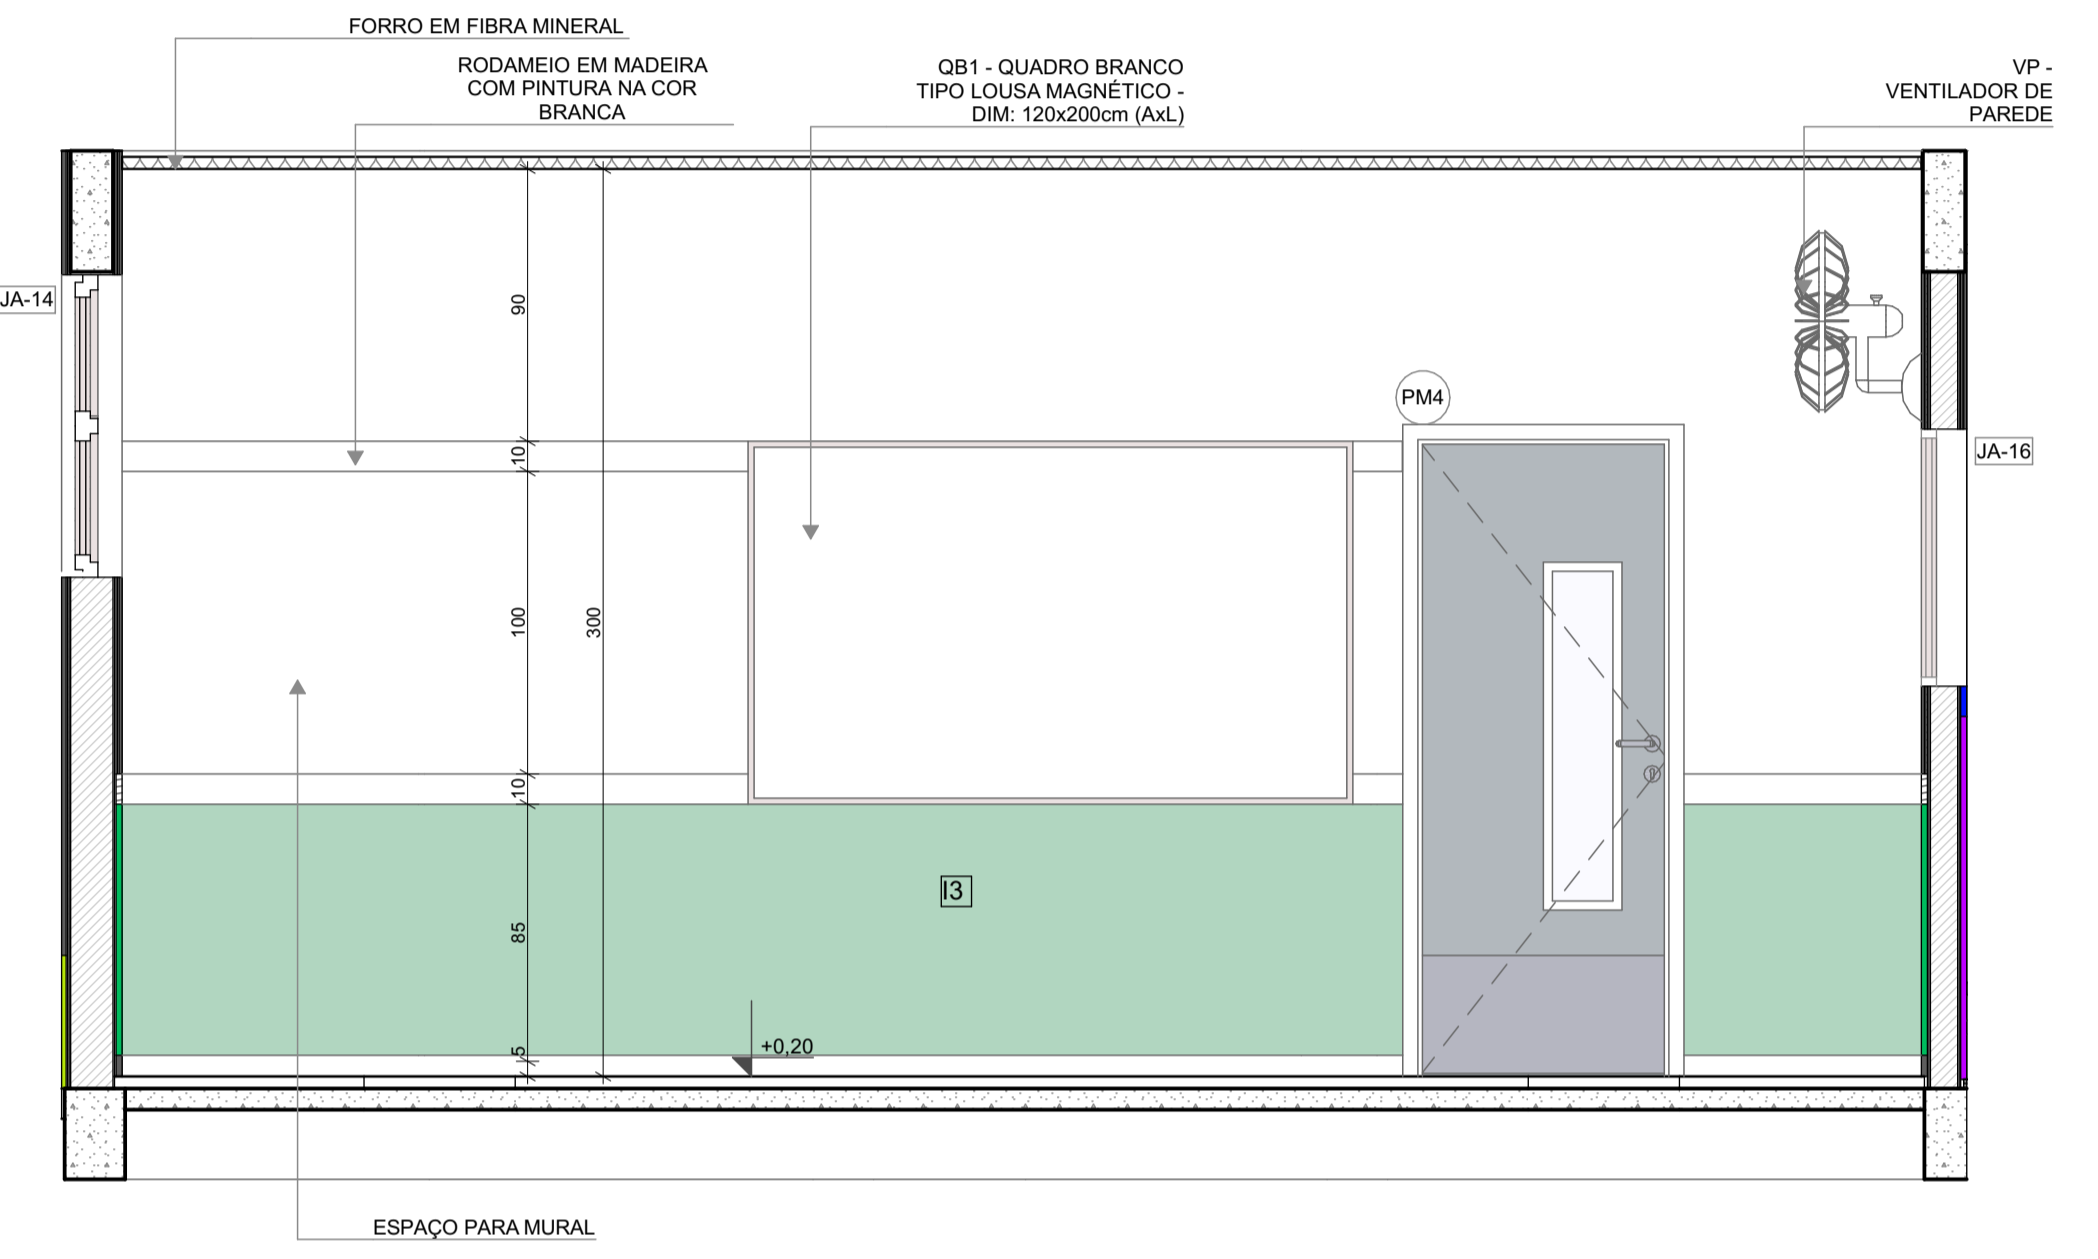 FORRO EM FIBRA MINERAL
RODAMEIO EM MADEIRA
COM PINTURA NA COR
BRANCA
QB1 - QUADRO BRANCO
TIPO LOUSA MAGNÉTICO -
DIM: 120x200cm (AxL)
VP -
VENTILADOR DE
PAREDE
JA-14
90
PM4
10
JA-16
100
300
10
I3
85
5
+0,20
ESPAÇO PARA MURAL